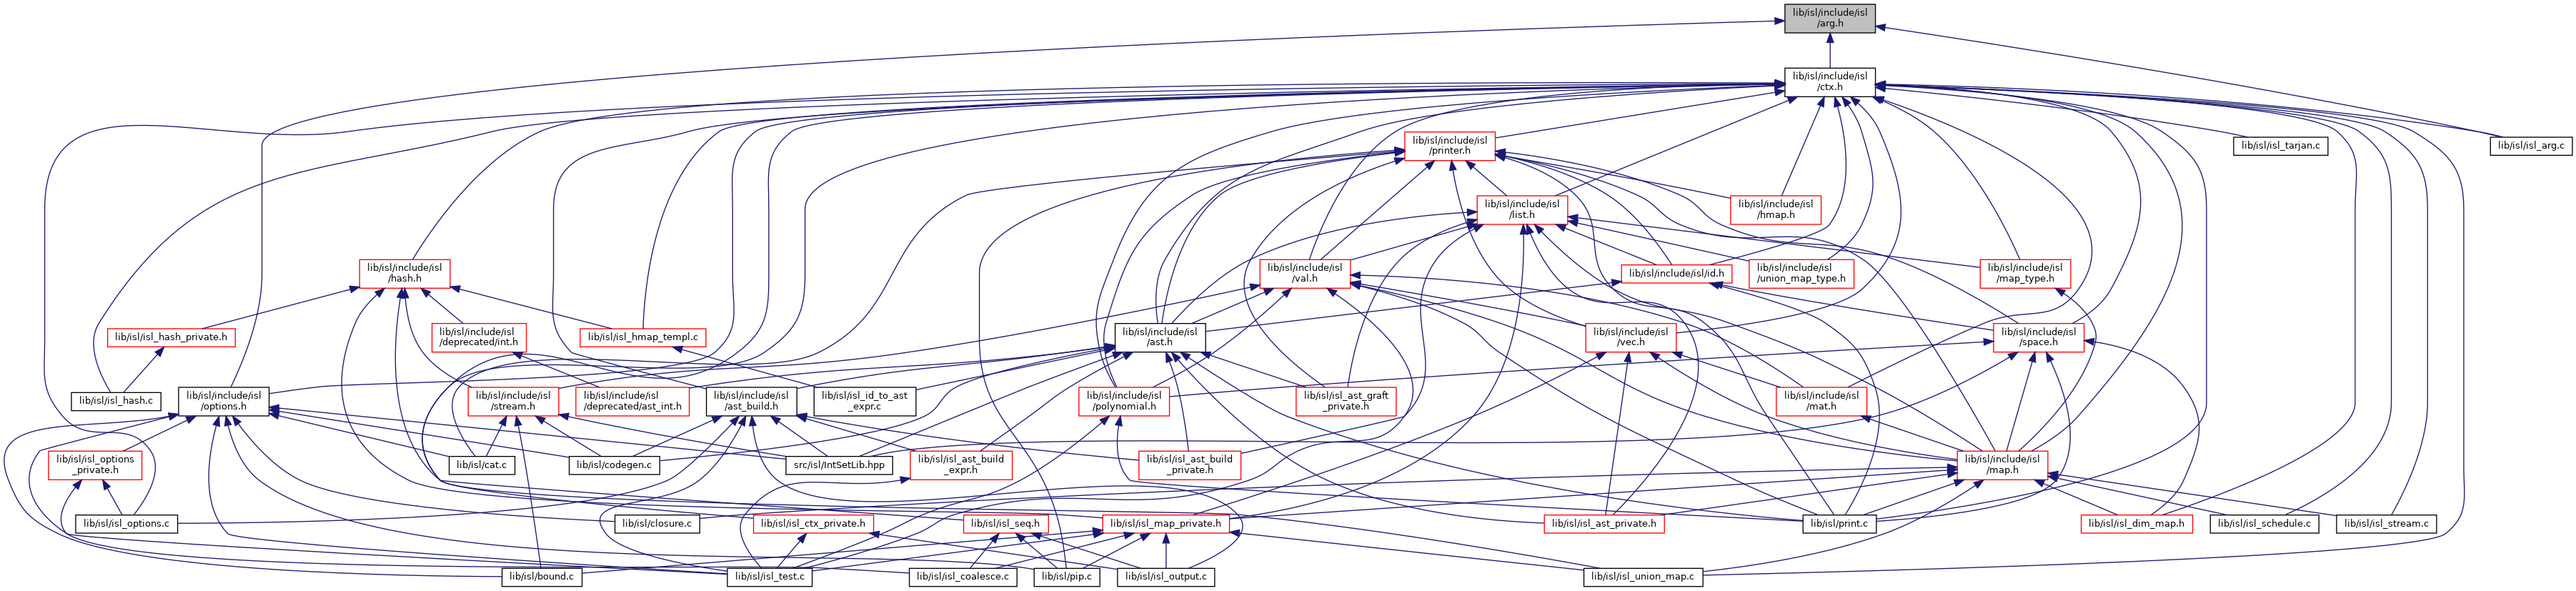 lib/isl/include/isl
/arg.h
lib/isl/include/isl
/ctx.h
lib/isl/include/isl
/printer.h
lib/isl/isl_tarjan.c
lib/isl/isl_arg.c
lib/isl/include/isl
/list.h
lib/isl/include/isl
/hmap.h
lib/isl/include/isl
/hash.h
lib/isl/include/isl
/val.h
lib/isl/include/isl/id.h
lib/isl/include/isl
/union_map_type.h
lib/isl/include/isl
/map_type.h
lib/isl/isl_hash_private.h
lib/isl/include/isl
/deprecated/int.h
lib/isl/isl_hmap_templ.c
lib/isl/include/isl
/ast.h
lib/isl/include/isl
/vec.h
lib/isl/include/isl
/space.h
lib/isl/isl_hash.c
lib/isl/include/isl
/options.h
lib/isl/include/isl
/stream.h
lib/isl/include/isl
/deprecated/ast_int.h
lib/isl/include/isl
/ast_build.h
lib/isl/isl_id_to_ast
_expr.c
lib/isl/include/isl
/polynomial.h
lib/isl/isl_ast_graft
_private.h
lib/isl/include/isl
/mat.h
lib/isl/isl_options
_private.h
lib/isl/cat.c
lib/isl/codegen.c
src/isl/IntSetLib.hpp
lib/isl/isl_ast_build
_expr.h
lib/isl/isl_ast_build
_private.h
lib/isl/include/isl
/map.h
lib/isl/isl_options.c
lib/isl/closure.c
lib/isl/isl_ctx_private.h
lib/isl/isl_seq.h
lib/isl/isl_map_private.h
lib/isl/isl_ast_private.h
lib/isl/print.c
lib/isl/isl_dim_map.h
lib/isl/isl_schedule.c
lib/isl/isl_stream.c
lib/isl/bound.c
lib/isl/isl_test.c
lib/isl/isl_coalesce.c
lib/isl/pip.c
lib/isl/isl_output.c
lib/isl/isl_union_map.c